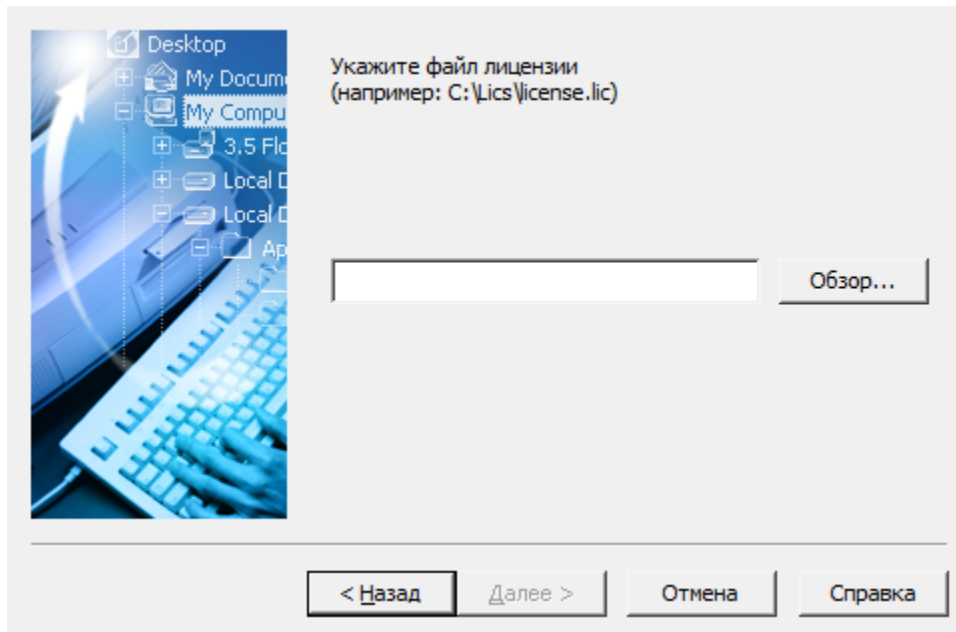 Desktop
My Docum
My Compu
3.5 Flo
Local D
Local D
Ap
Укажите файл лицензии
(например: C:\Lics\license.lic)
Обзор...
< Назад
Далее >
Отмена
Справка